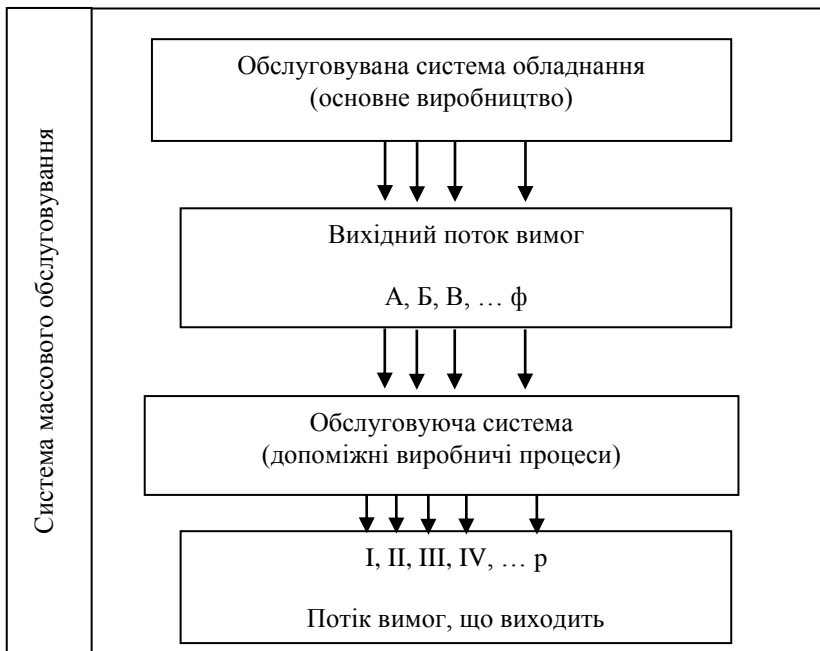 Система массового обслуговування
Обслуговувана система обладнання
(основне виробництво)
Вихідний поток вимог
А, Б, В, … ф
Обслуговуюча система
(допоміжні виробничі процеси)
I, II, III, IV, … р
Потік вимог, що виходить